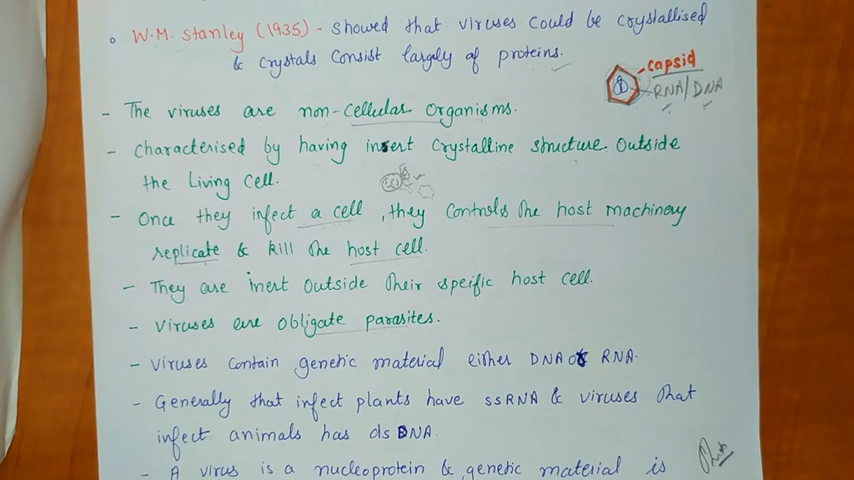 W.M. Stanley (1935) - showed that viruses could be crystallised
& crystals consist largely of proteins.
- capsid
RNA/DNA
- The viruses are non-cellular organisms.
- Characterised by having inert crystalline structure outside
the living cell.
- Once they infect a cell, they controls the host machinery
replicate & kill the host cell.
- They are inert outside their speific host cell.
- Viruses are obligate parasites.
- Viruses contain genetic material either DNA or RNA.
- Generally that infect plants have ssRNA & viruses that
infect animals has ds DNA.
- A virus is a nucleoprotein & genetic material is